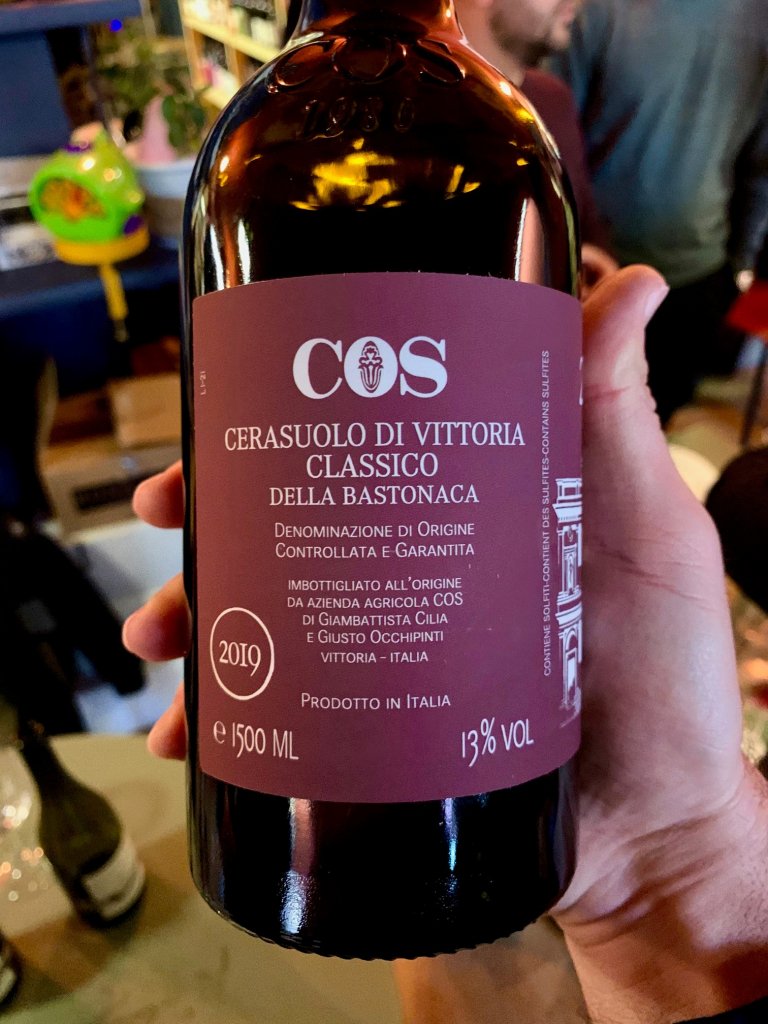 COS
1980
COS
CERASUOLO DI VITTORIA
CLASSICO
DELLA BASTONACA
DENOMINAZIONE DI ORIGINE
CONTROLLATA E GARANTITA
IMBOTTIGLIATO ALL'ORIGINE
DA AZIENDA AGRICOLA COS
DI GIAMBATTISTA CILIA
E GIUSTO OCCHIPINTI
VITTORIA – ITALIA
2019
PRODOTTO IN ITALIA
e 1500 ML
13% VOL
CONTIENE SOLFITI-CONTIENT DES SULFITES-CONTAINS SULFITES